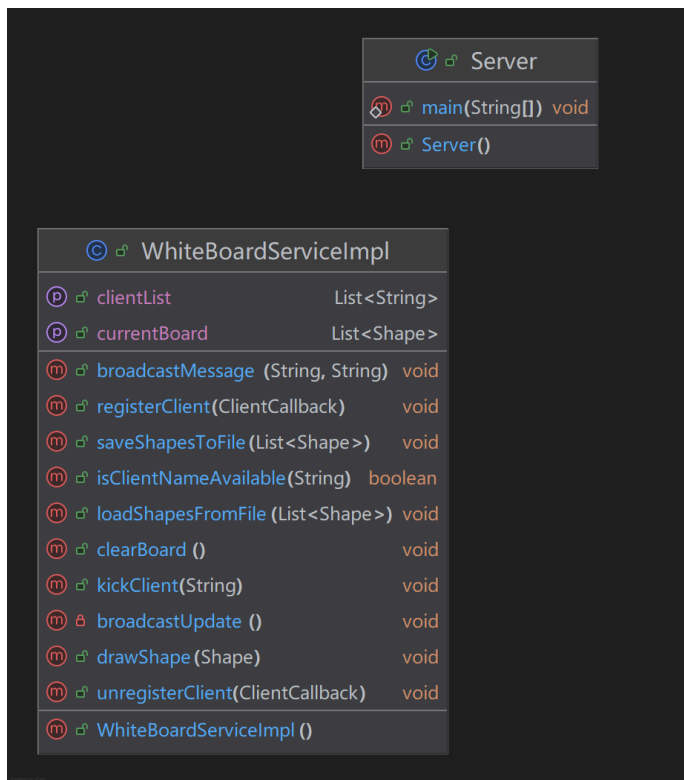 Server
main(String[]) void
Server()
WhiteBoardServiceImpl
clientList List<String>
currentBoard List<Shape>
broadcastMessage (String, String) void
registerClient(ClientCallback) void
saveShapesToFile(List<Shape>) void
isClientNameAvailable(String) boolean
loadShapesFromFile (List<Shape>) void
clearBoard () void
kickClient(String) void
broadcastUpdate () void
drawShape(Shape) void
unregisterClient(ClientCallback) void
WhiteBoardServiceImpl ()